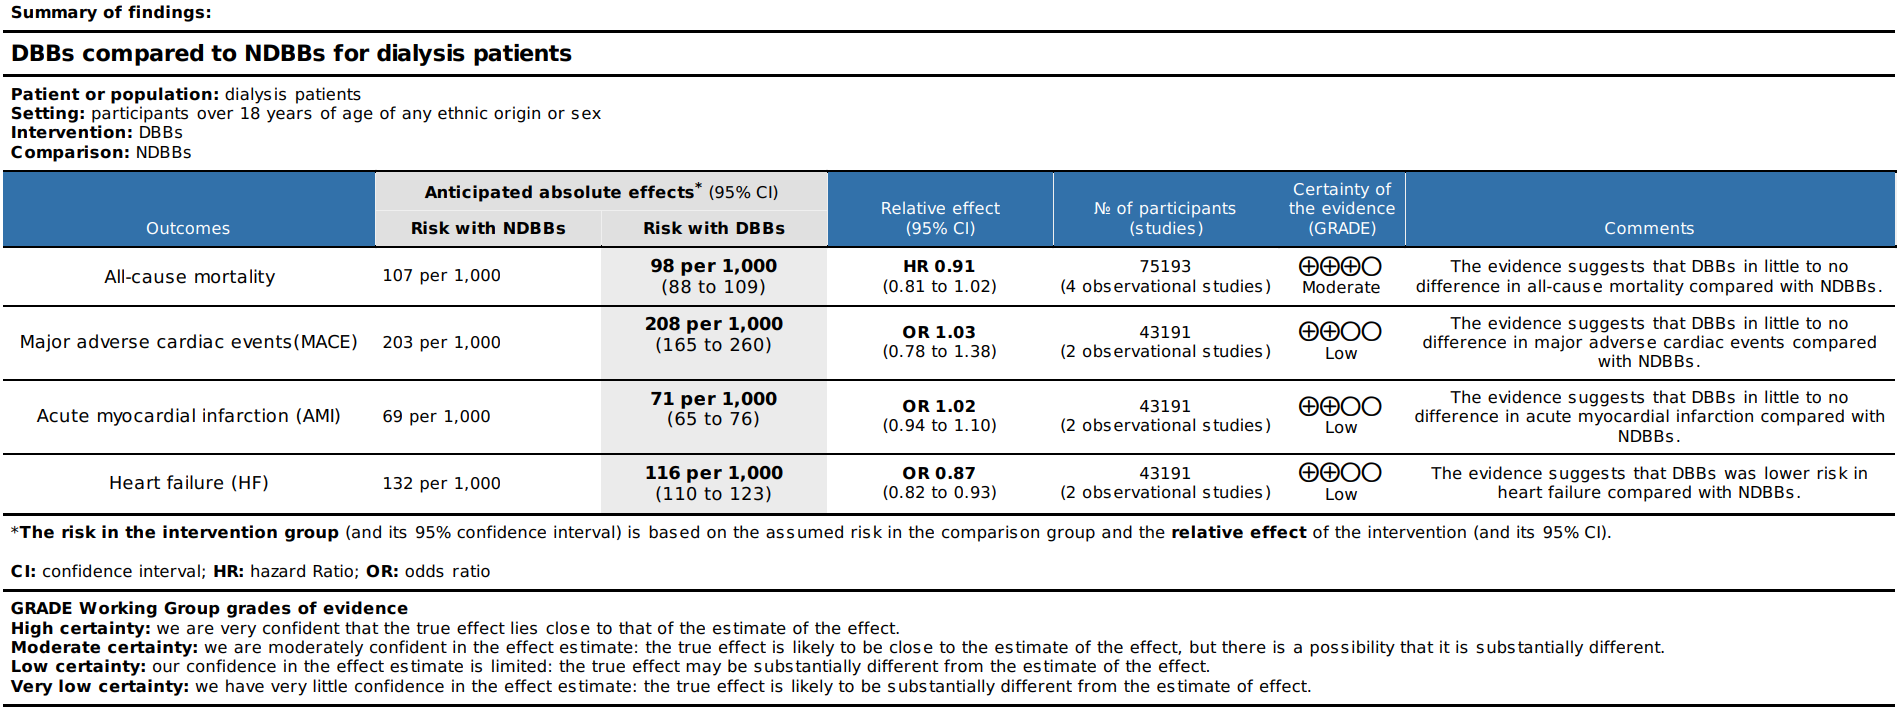 Summary of findings:
DBBs compared to NDBBs for dialysis patients
Patient or population: dialysis patients
Setting: participants over 18 years of age of any ethnic origin or sex
Intervention: DBBs
Comparison: NDBBs
Outcomes
Anticipated absolute effects* (95% CI)
Risk with NDBBs
Risk with DBBs
Relative effect
(95% CI)
№ of participants
(studies)
Certainty of
the evidence
(GRADE)
Comments
All-cause mortality
107 per 1,000
98 per 1,000
(88 to 109)
HR 0.91
(0.81 to 1.02)
75193
(4 observational studies)
⊕⊕⊕◯
Moderate
The evidence suggests that DBBs in little to no
difference in all-cause mortality compared with NDBBs.
Major adverse cardiac events(MACE)
203 per 1,000
208 per 1,000
(165 to 260)
OR 1.03
(0.78 to 1.38)
43191
(2 observational studies)
⊕⊕◯◯
Low
The evidence suggests that DBBs in little to no
difference in major adverse cardiac events compared
with NDBBs.
Acute myocardial infarction (AMI)
69 per 1,000
71 per 1,000
(65 to 76)
OR 1.02
(0.94 to 1.10)
43191
(2 observational studies)
⊕⊕◯◯
Low
The evidence suggests that DBBs in little to no
difference in acute myocardial infarction compared with
NDBBs.
Heart failure (HF)
132 per 1,000
116 per 1,000
(110 to 123)
OR 0.87
(0.82 to 0.93)
43191
(2 observational studies)
⊕⊕◯◯
Low
The evidence suggests that DBBs was lower risk in
heart failure compared with NDBBs.
*The risk in the intervention group (and its 95% confidence interval) is based on the assumed risk in the comparison group and the relative effect of the intervention (and its 95% CI).
CI: confidence interval; HR: hazard Ratio; OR: odds ratio
GRADE Working Group grades of evidence
High certainty: we are very confident that the true effect lies close to that of the estimate of the effect.
Moderate certainty: we are moderately confident in the effect estimate: the true effect is likely to be close to the estimate of the effect, but there is a possibility that it is substantially different.
Low certainty: our confidence in the effect estimate is limited: the true effect may be substantially different from the estimate of the effect.
Very low certainty: we have very little confidence in the effect estimate: the true effect is likely to be substantially different from the estimate of effect.